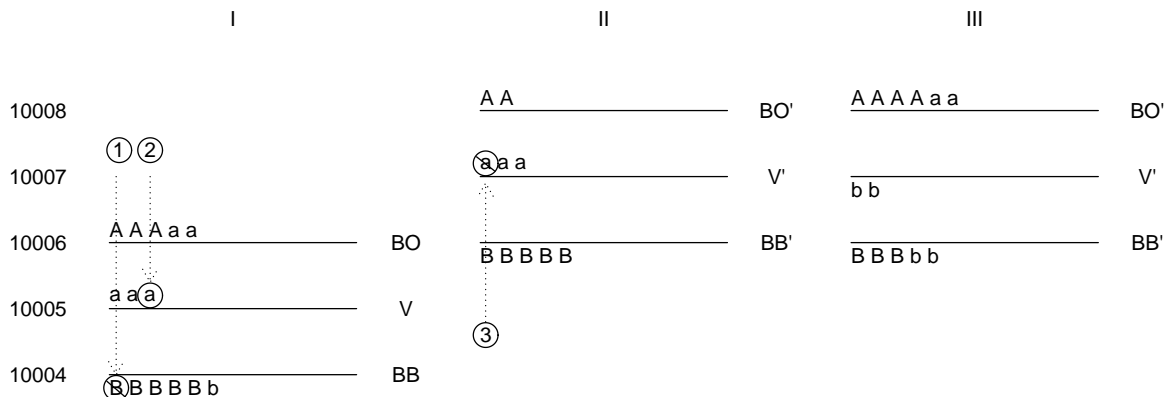 I II III
A A A A A A a a
10008 BO' BO'
1 2
a a a
10007 V' V'
b b
A A A a a
10006 BO BB' BB'
B B B B B B B B b b
a a a
10005 V
3
10004 BB
B B B B B b